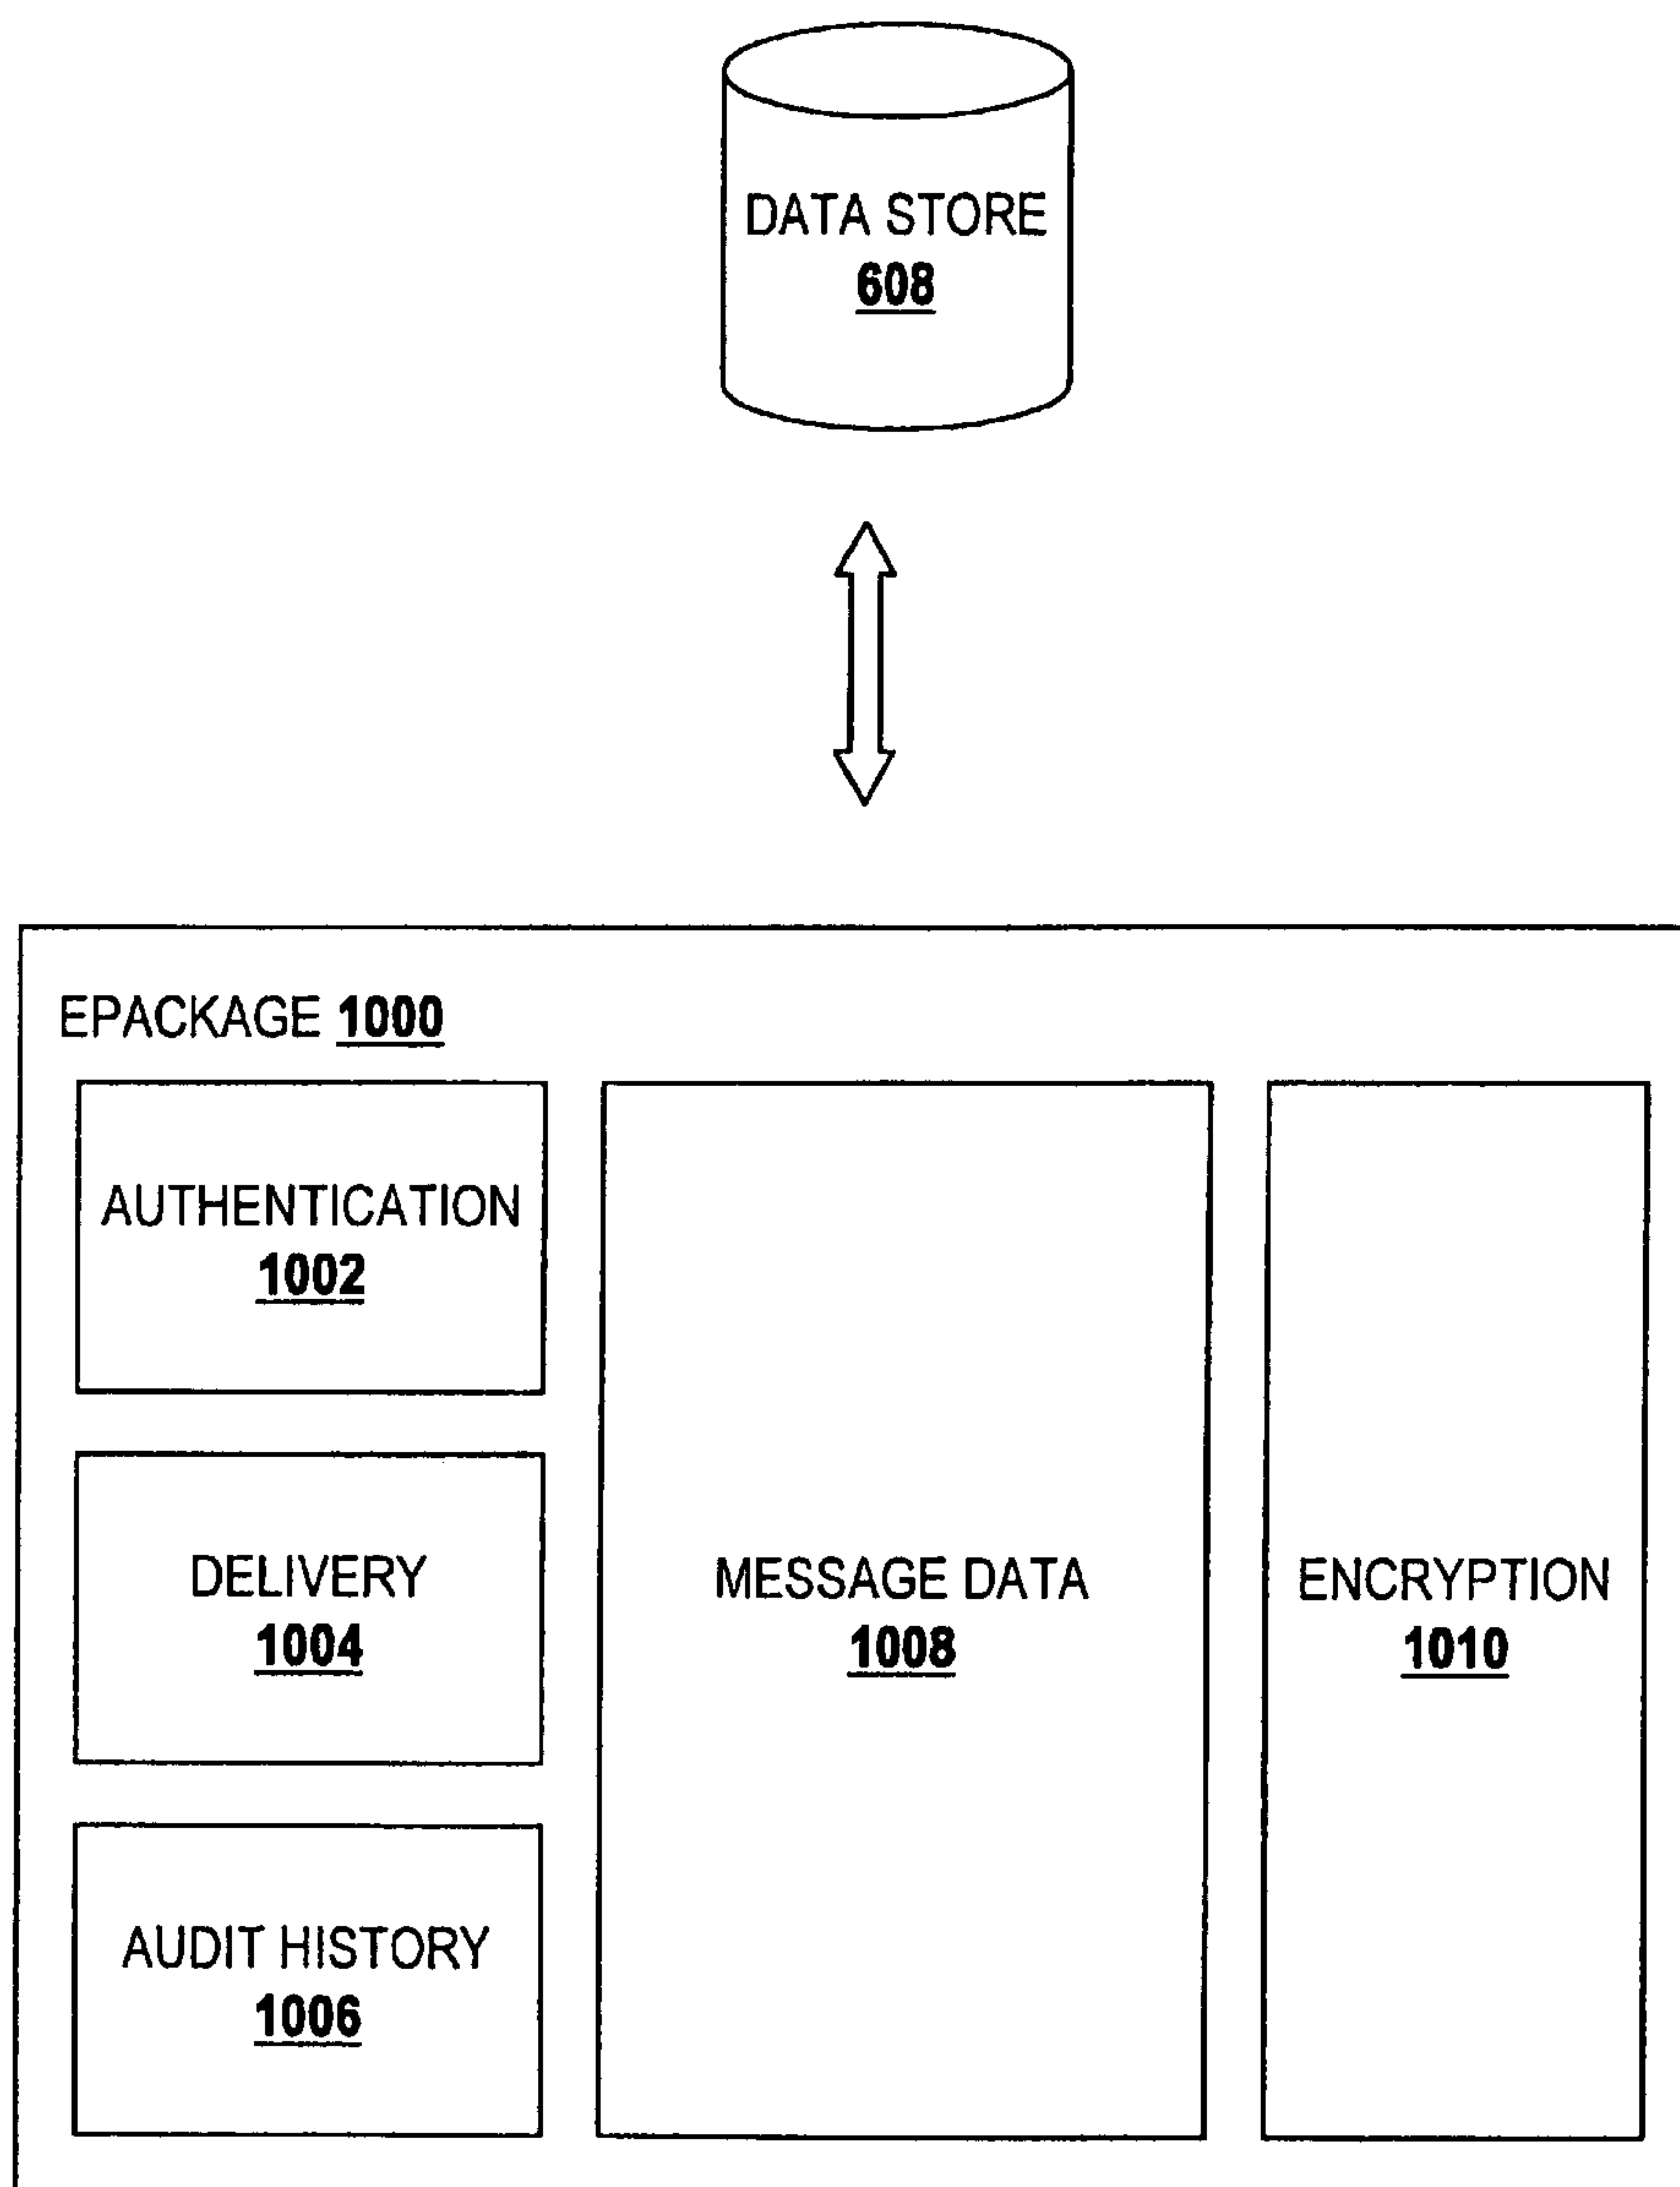 DATA STORE
608
EPACKAGE 1000
AUTHENTICATION
1002
DELIVERY
1004
AUDIT HISTORY
1006
MESSAGE DATA
1008
ENCRYPTION
1010